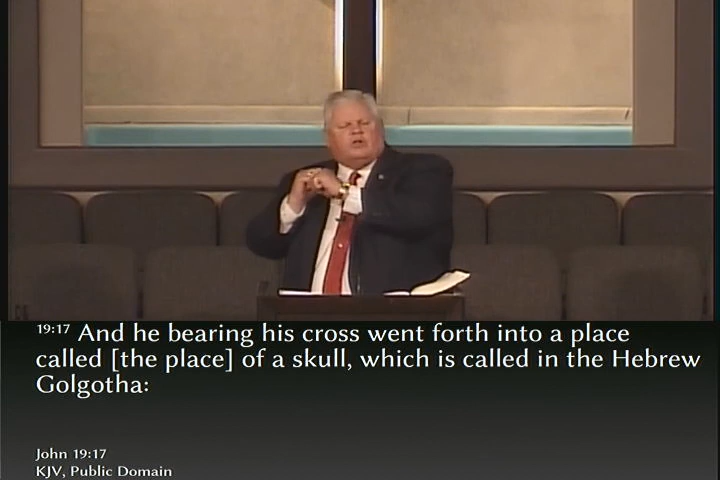 19:17 And he bearing his cross went forth into a place
called [the place] of a skull, which is called in the Hebrew
Golgotha:
John 19:17
KJV, Public Domain